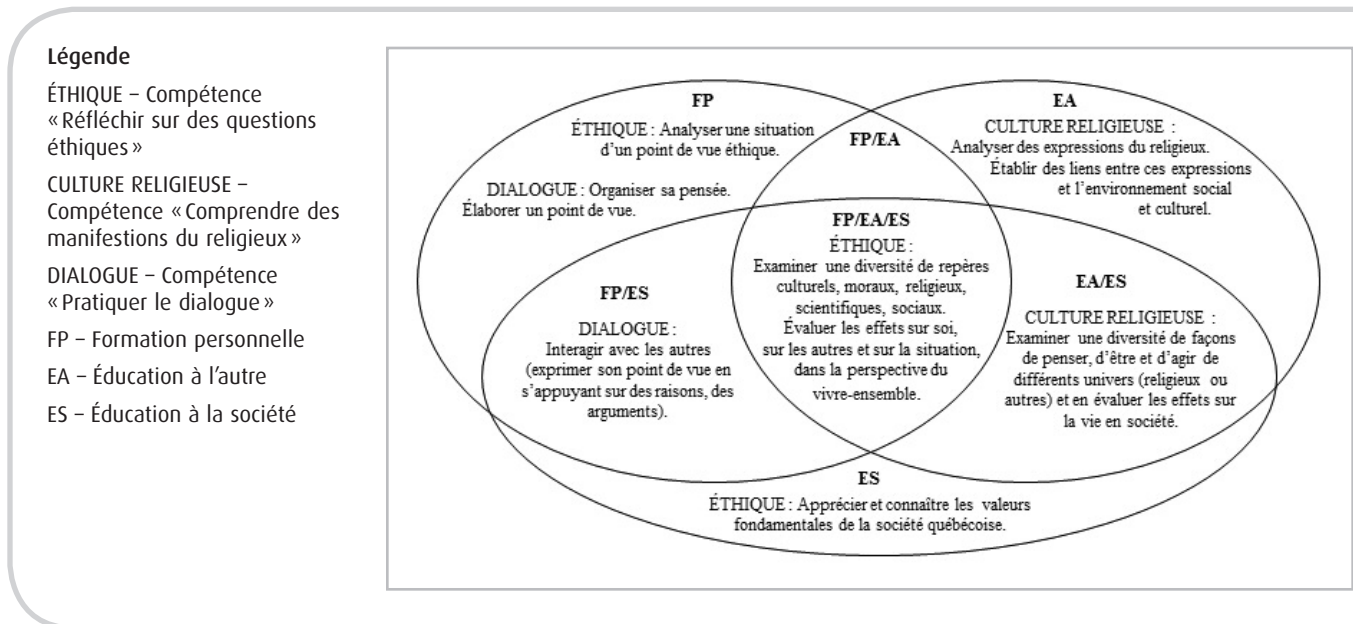 Légende
ÉTHIQUE – Compétence
« Réfléchir sur des questions
éthiques »
CULTURE RELIGIEUSE –
Compétence « Comprendre des
manifestions du religieux »
DIALOGUE – Compétence
« Pratiquer le dialogue »
FP – Formation personnelle
EA – Éducation à l'autre
ES – Éducation à la société
FP
ÉTHIQUE : Analyser une situation
d'un point de vue éthique.
DIALOGUE : Organiser sa pensée.
Élaborer un point de vue.
FP/EA
EA
CULTURE RELIGIEUSE :
Analyser des expressions du religieux.
Établir des liens entre ces expressions
et l'environnement social
et culturel.
FP/EA/ES
ÉTHIQUE :
Examiner une diversité de repères
culturels, moraux, religieux,
scientifiques, sociaux.
Évaluer les effets sur soi,
sur les autres et sur la situation,
dans la perspective du
vivre-ensemble.
FP/ES
DIALOGUE :
Interagir avec les autres
(exprimer son point de vue en
s'appuyant sur des raisons, des
arguments).
EA/ES
CULTURE RELIGIEUSE :
Examiner une diversité de façons
de penser, d'être et d'agir de
différents univers (religieux ou
autres) et en évaluer les effets sur
la vie en société.
ES
ÉTHIQUE : Apprécier et connaître les valeurs
fondamentales de la société québécoise.